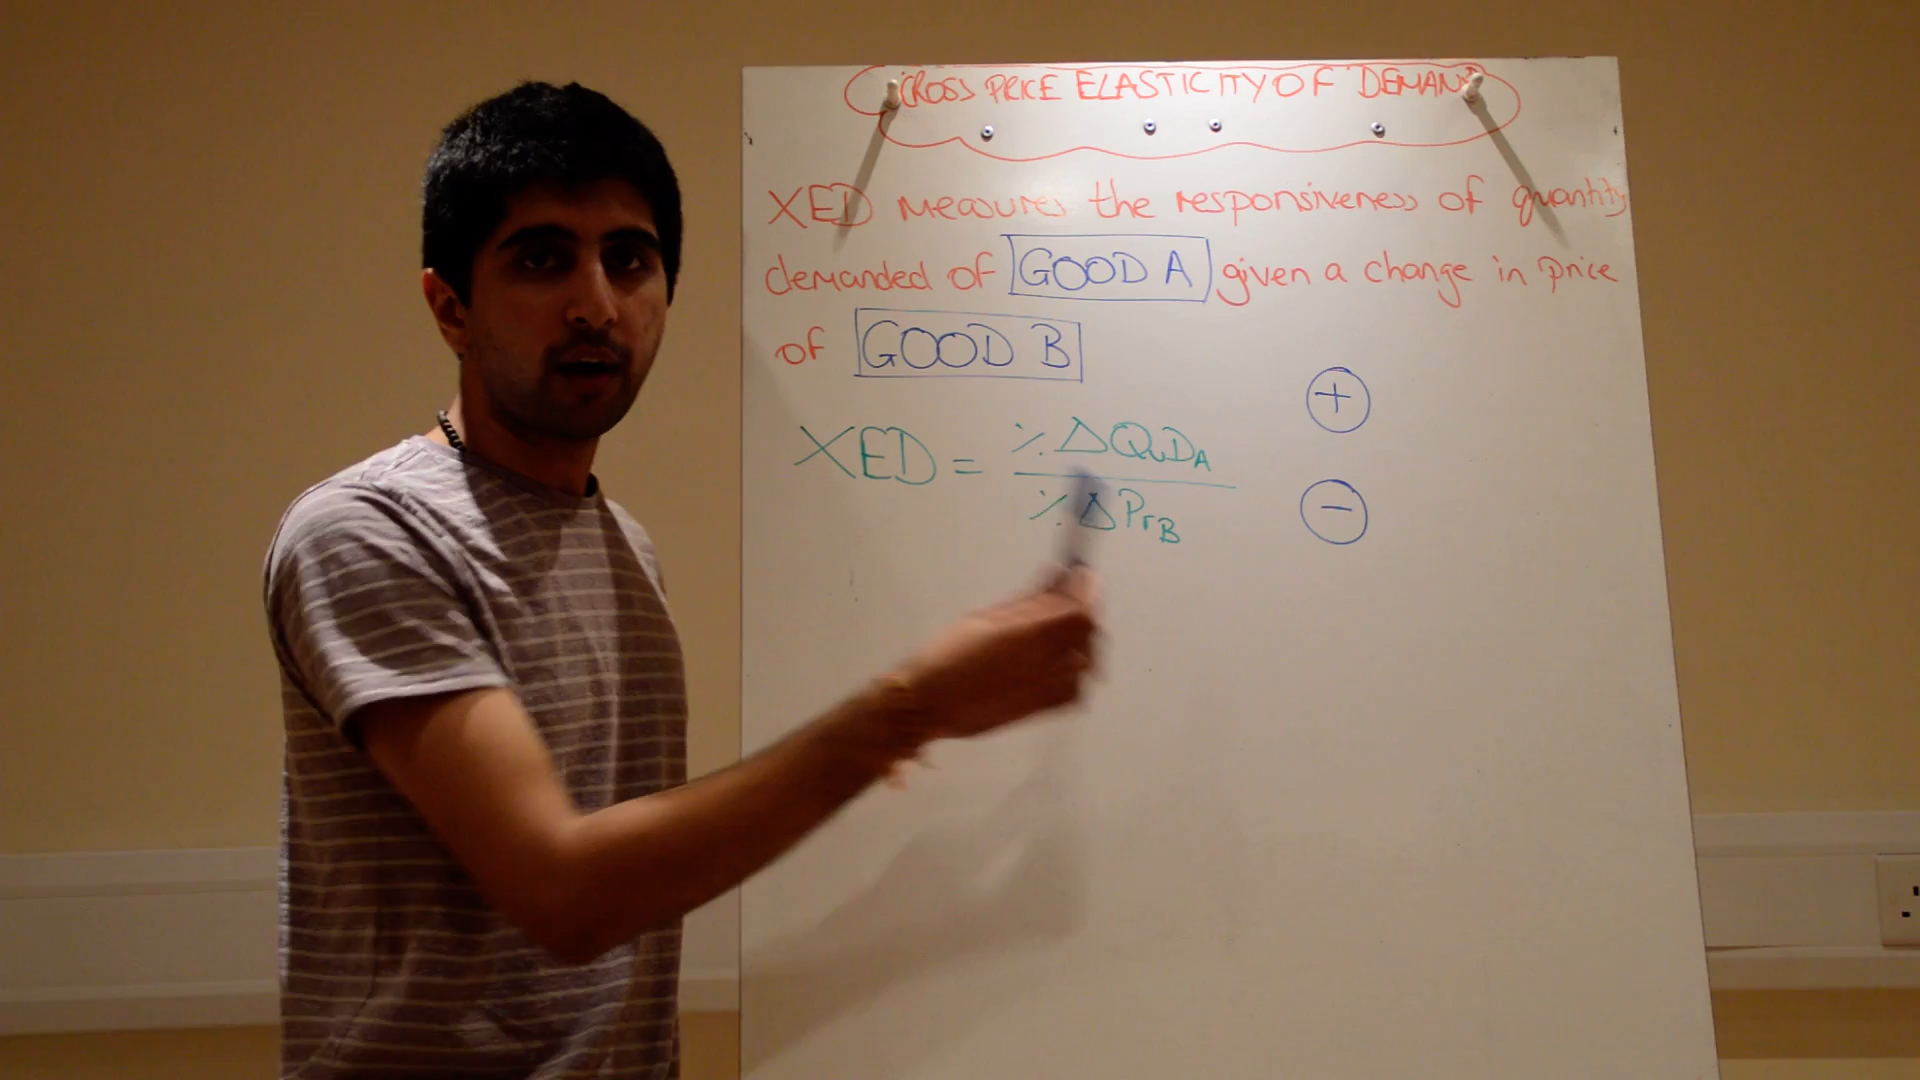 CROSS PRICE ELASTICITY OF DEMAND
XED measures the responsiveness of quantity
demanded of GOOD A given a change in price
of GOOD B
+
XED = %ΔQDA
%ΔPrB
−